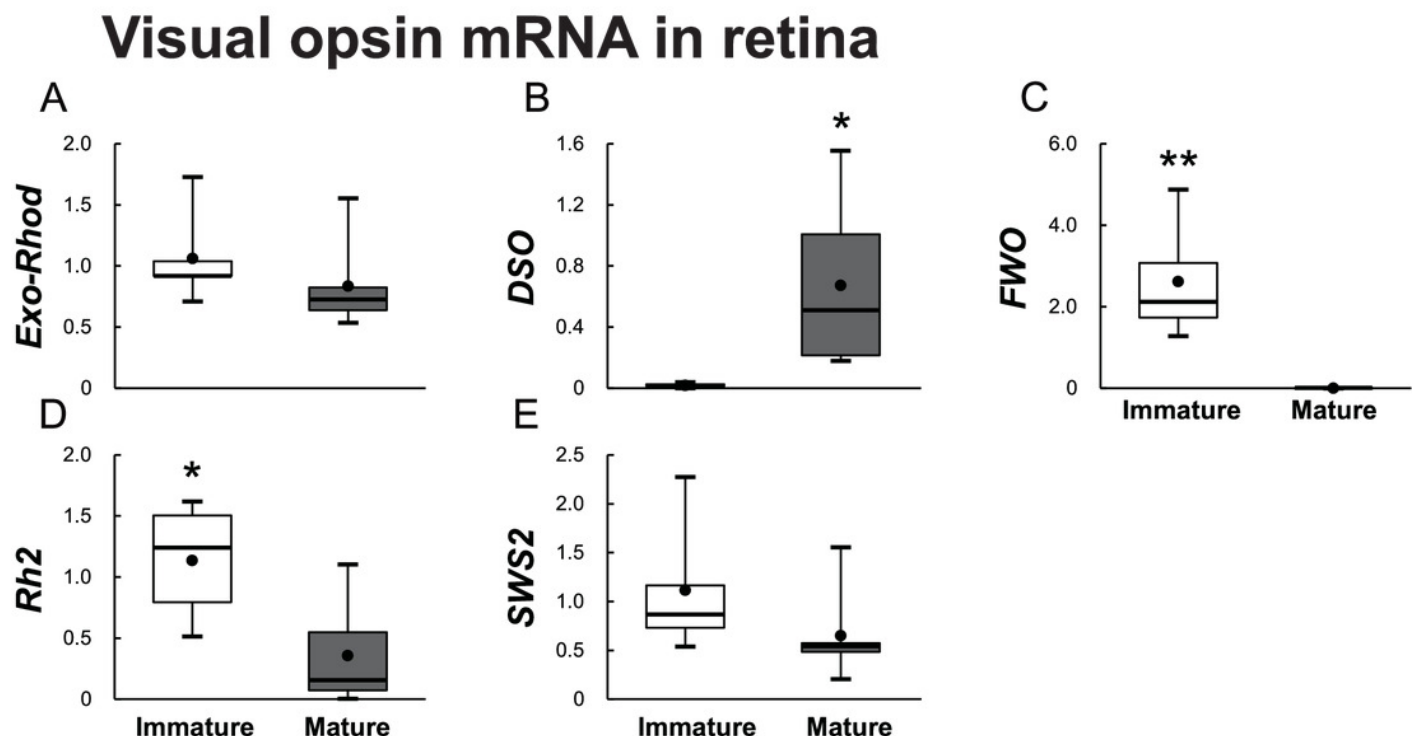 Visual opsin mRNA in retina
A
Exo-Rhod
2.0
1.5
1.0
0.5
0
B
*
DSO
1.6
1.2
0.8
0.4
0
C
**
FWO
6.0
4.0
2.0
0
Immature Mature
D
*
Rh2
2.0
1.5
1.0
0.5
0
Immature Mature
E
SWS2
2.5
2.0
1.5
1.0
0.5
0
Immature Mature